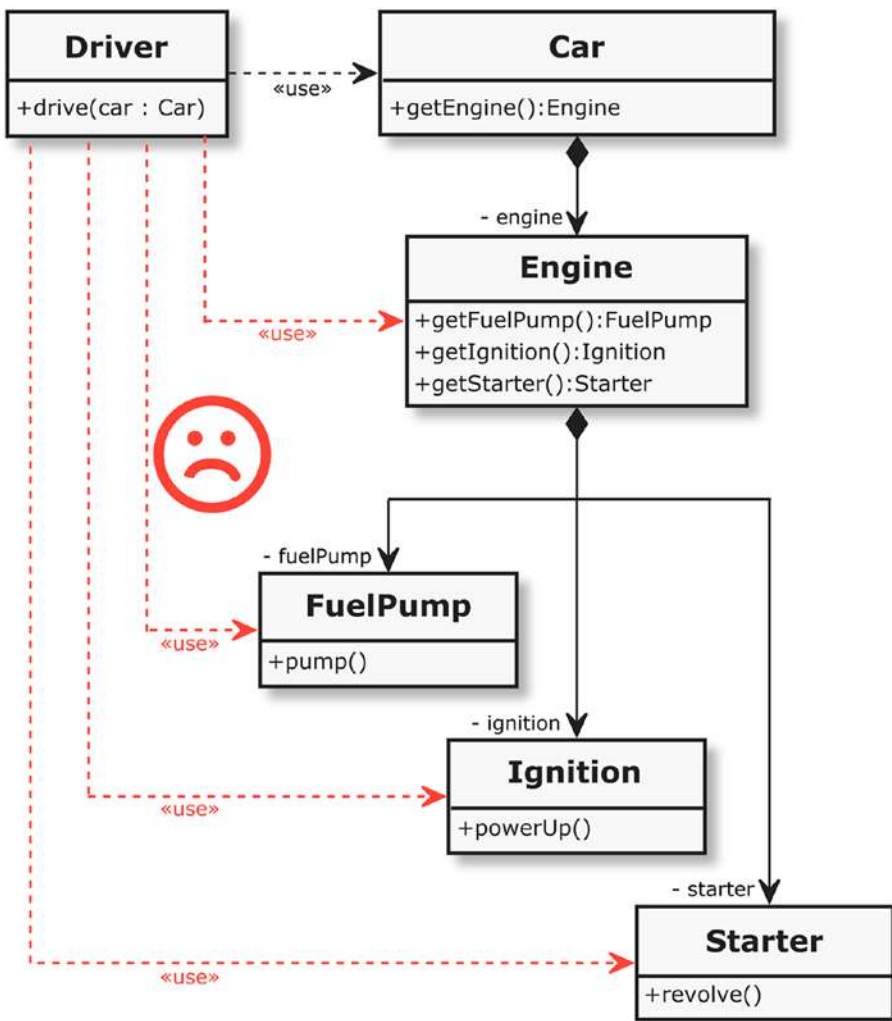 Driver
+drive(car : Car)
«use»
Car
+getEngine():Engine
- engine
Engine
+getFuelPump():FuelPump
+getIgnition():Ignition
+getStarter():Starter
«use»
- fuelPump
FuelPump
+pump()
«use»
- ignition
Ignition
+powerUp()
«use»
- starter
Starter
+revolve()
«use»